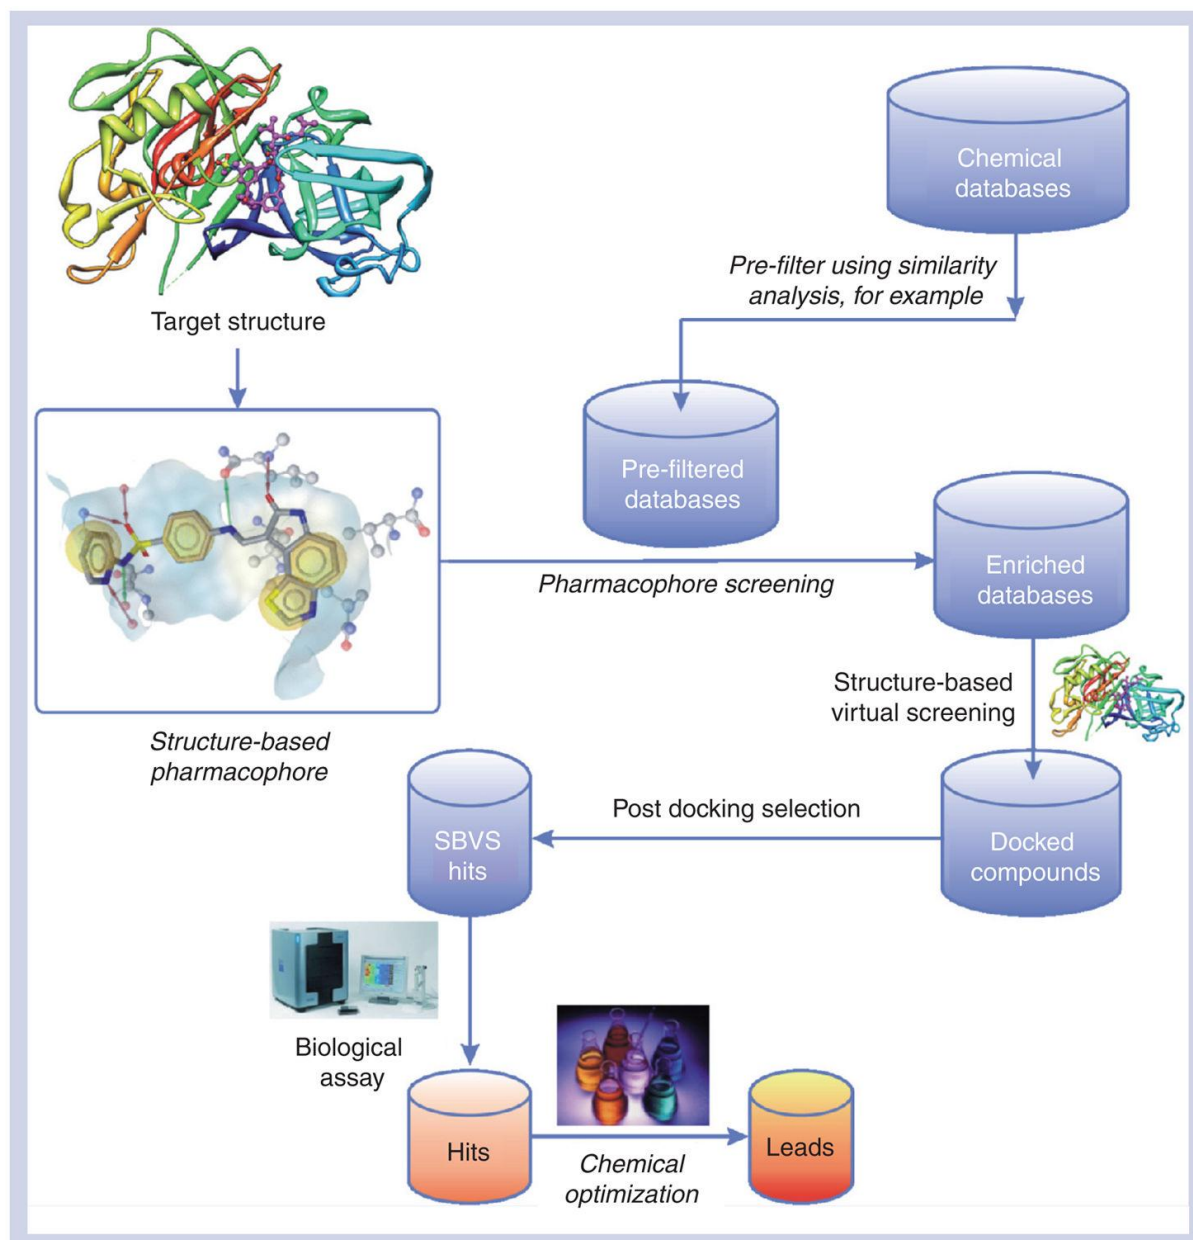 Chemical
databases
Pre-filter using similarity
analysis, for example
Target structure
Pre-filtered
databases
Enriched
databases
Pharmacophore screening
Structure-based
virtual screening
Structure-based
pharmacophore
Post docking selection
SBVS
hits
Docked
compounds
Biological
assay
Hits
Chemical
optimization
Leads